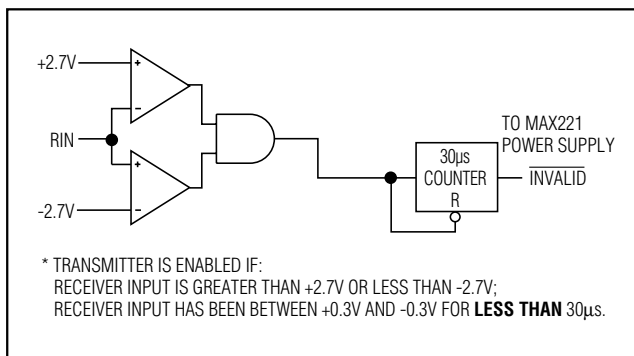 +2.7V
+
-
RIN
+
-
-2.7V
30µs
COUNTER
R
TO MAX221
POWER SUPPLY
INVALID
* TRANSMITTER IS ENABLED IF:
RECEIVER INPUT IS GREATER THAN +2.7V OR LESS THAN -2.7V;
RECEIVER INPUT HAS BEEN BETWEEN +0.3V AND -0.3V FOR LESS THAN 30µs.